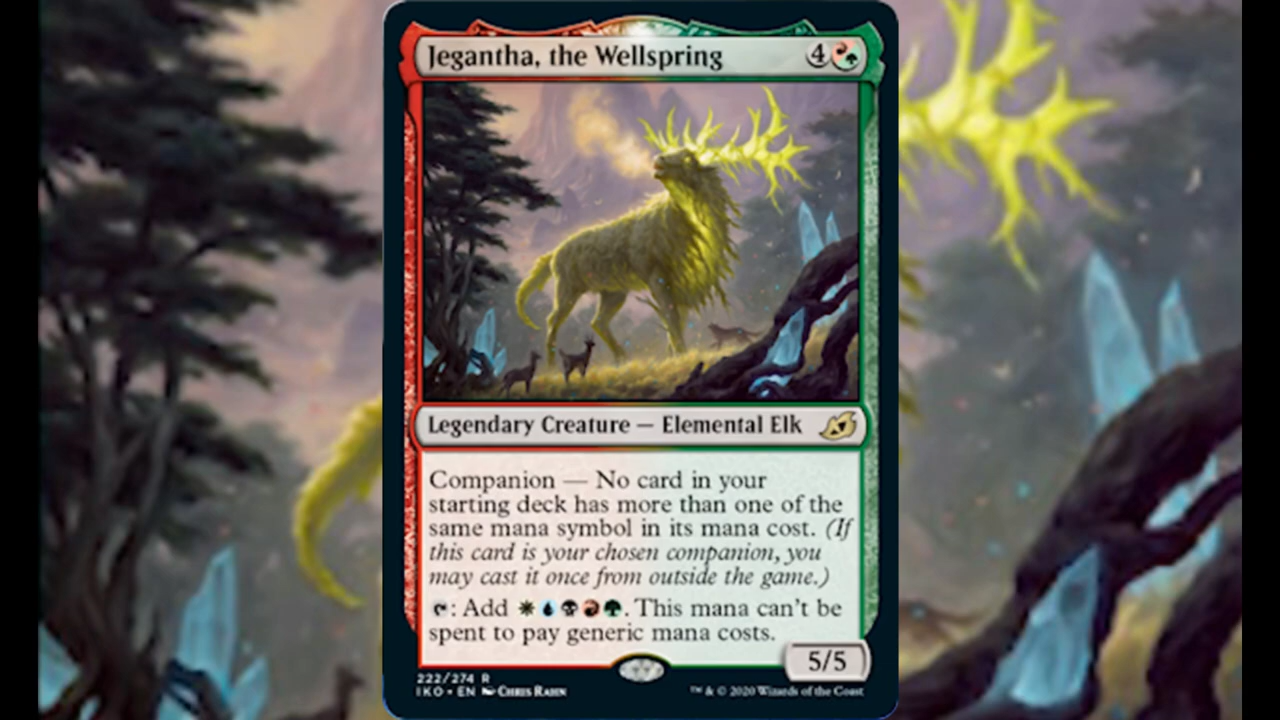 Jegantha, the Wellspring 4
Legendary Creature — Elemental Elk
Companion — No card in your
starting deck has more than one of the
same mana symbol in its mana cost. (If
this card is your chosen companion, you
may cast it once from outside the game.)
: Add . This mana can't be
spent to pay generic mana costs.
5/5
222/274 R
IKO • EN Chris Rahn
™ & © 2020 Wizards of the Coast